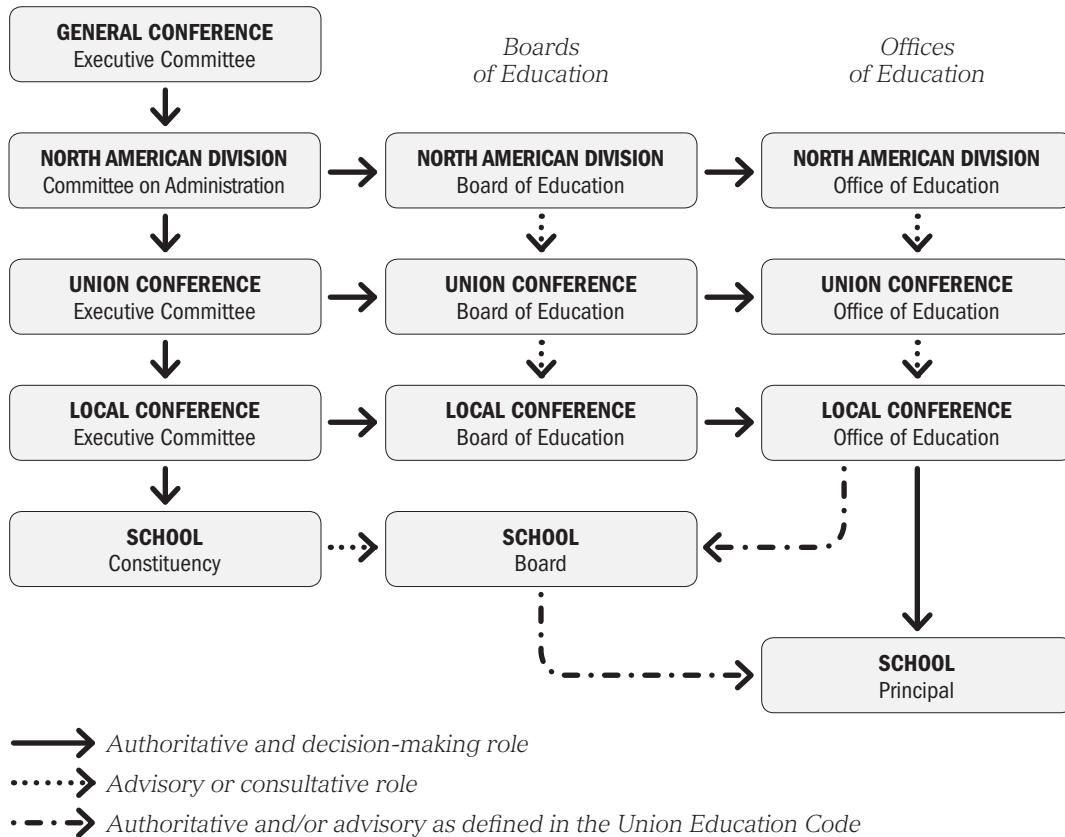 GENERAL CONFERENCE
Executive Committee
Boards
of Education
Offices
of Education
NORTH AMERICAN DIVISION
Committee on Administration
NORTH AMERICAN DIVISION
Board of Education
NORTH AMERICAN DIVISION
Office of Education
UNION CONFERENCE
Executive Committee
UNION CONFERENCE
Board of Education
UNION CONFERENCE
Office of Education
LOCAL CONFERENCE
Executive Committee
LOCAL CONFERENCE
Board of Education
LOCAL CONFERENCE
Office of Education
SCHOOL
Constituency
SCHOOL
Board
SCHOOL
Principal
Authoritative and decision-making role
Advisory or consultative role
Authoritative and/or advisory as defined in the Union Education Code